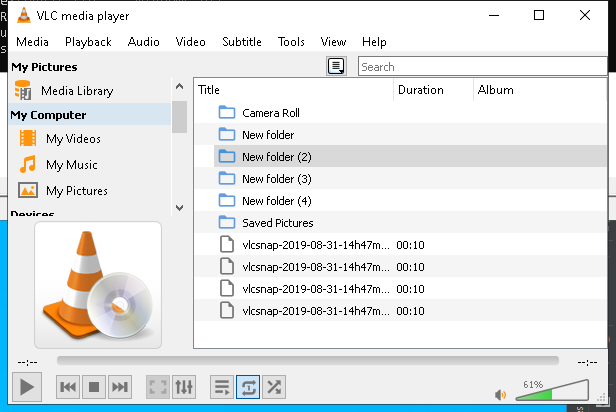 VLC media player
Media Playback Audio Video Subtitle Tools View Help
My Pictures
Search
Media Library
My Computer
My Videos
My Music
My Pictures
Devices
Title Duration Album
Camera Roll
New folder
New folder (2)
New folder (3)
New folder (4)
Saved Pictures
vlcsnap-2019-08-31-14h47m... 00:10
vlcsnap-2019-08-31-14h47m... 00:10
vlcsnap-2019-08-31-14h47m... 00:10
vlcsnap-2019-08-31-14h47m... 00:10
--:-- --:--
61%